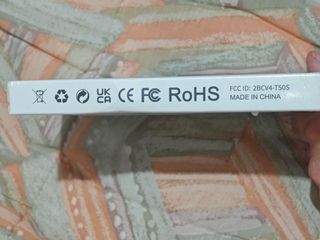 UK
CA CE FC RoHS FCC ID: 2BCV4-T50S
MADE IN CHINA